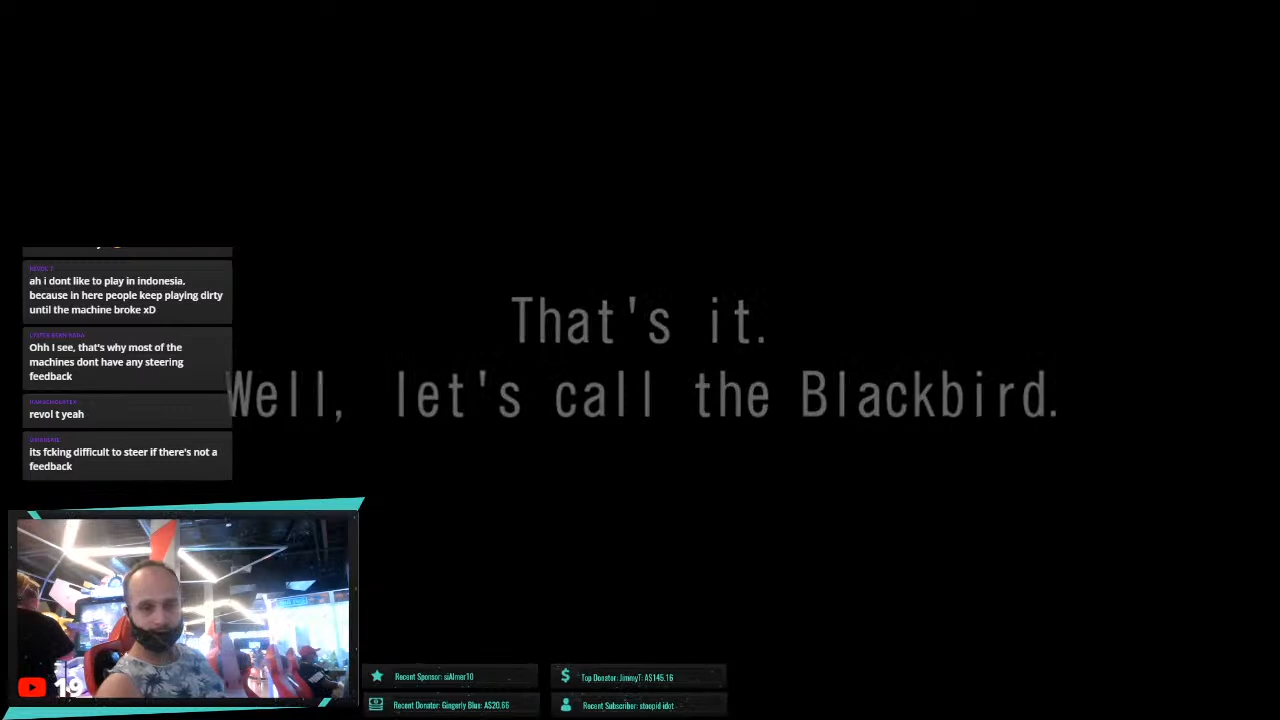 REVOL T
ah i dont like to play in indonesia,
because in here people keep playing dirty
until the machine broke xD
Ohh I see, that's why most of the
machines dont have any steering
feedback
revol t yeah
its fcking difficult to steer if there's not a
feedback
That's it.
Well, let's call the Blackbird.
19
Recent Sponsor: siAlmer10
Top Donator: JimmyT: A$145.16
Recent Donator: Gingerly Blue: A$20.66
Recent Subscriber: stoopid idot